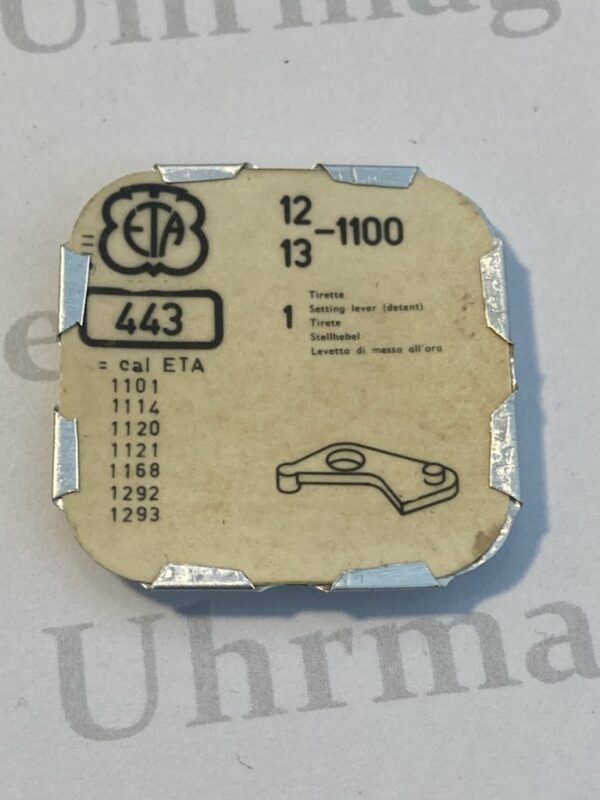 Uhrmag
ETA
12
13
-1100
443
1
Tirette
Setting lever (detent)
Tirete
Stellhebel
Levetta di messa all'ora
= cal ETA
1101
1114
1120
1121
1168
1292
1293
Uhrmag